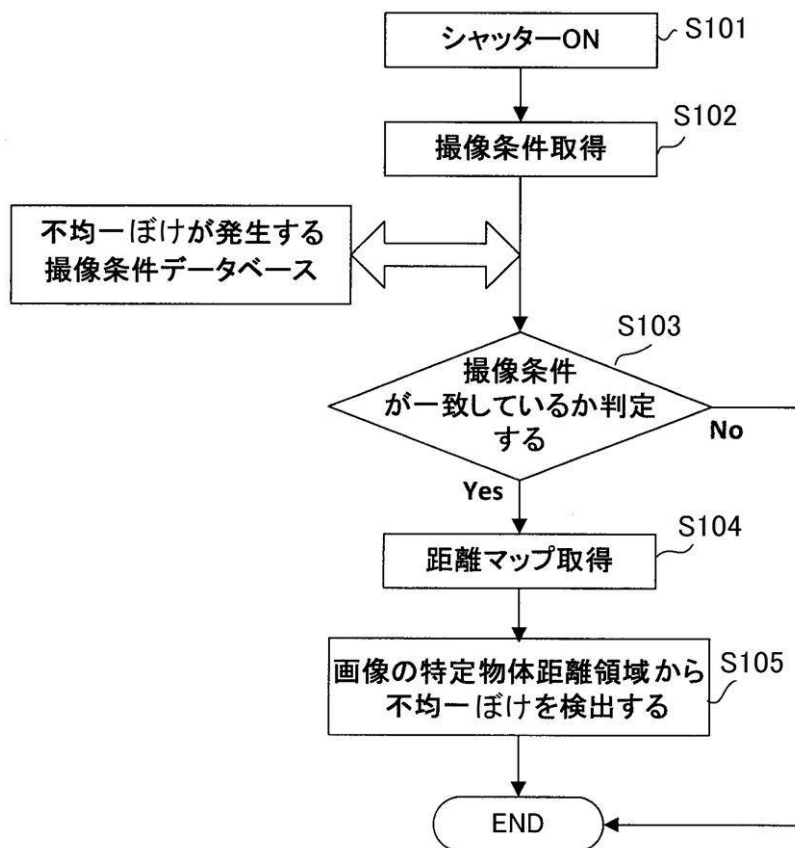 シャッターON
S101
S102
撮像条件取得
不均一ぼけが発生する
撮像条件データベース
S103
撮像条件
が一致しているか判定
する
No
Yes
S104
距離マップ取得
画像の特定物体距離領域から
不均一ぼけを検出する
S105
END